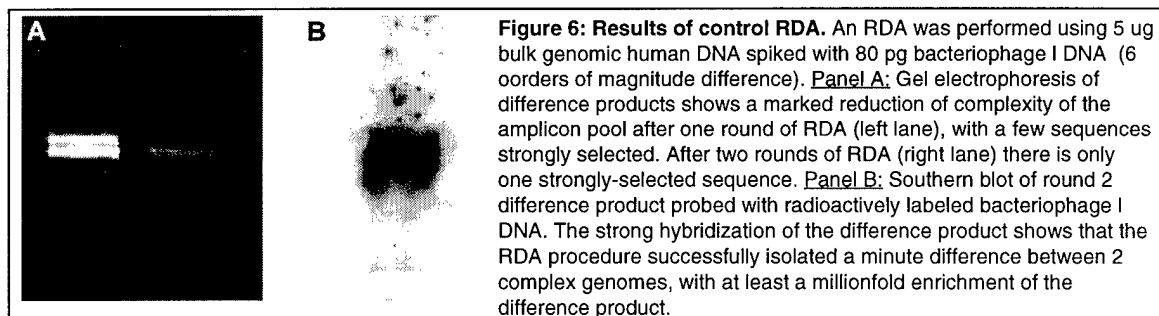 A
B
Figure 6: Results of control RDA. An RDA was performed using 5 ug
bulk genomic human DNA spiked with 80 pg bacteriophage l DNA (6
oorders of magnitude difference). Panel A: Gel electrophoresis of
difference products shows a marked reduction of complexity of the
amplicon pool after one round of RDA (left lane), with a few sequences
strongly selected. After two rounds of RDA (right lane) there is only
one strongly-selected sequence. Panel B: Southern blot of round 2
difference product probed with radioactively labeled bacteriophage l
DNA. The strong hybridization of the difference product shows that the
RDA procedure successfully isolated a minute difference between 2
complex genomes, with at least a millionfold enrichment of the
difference product.